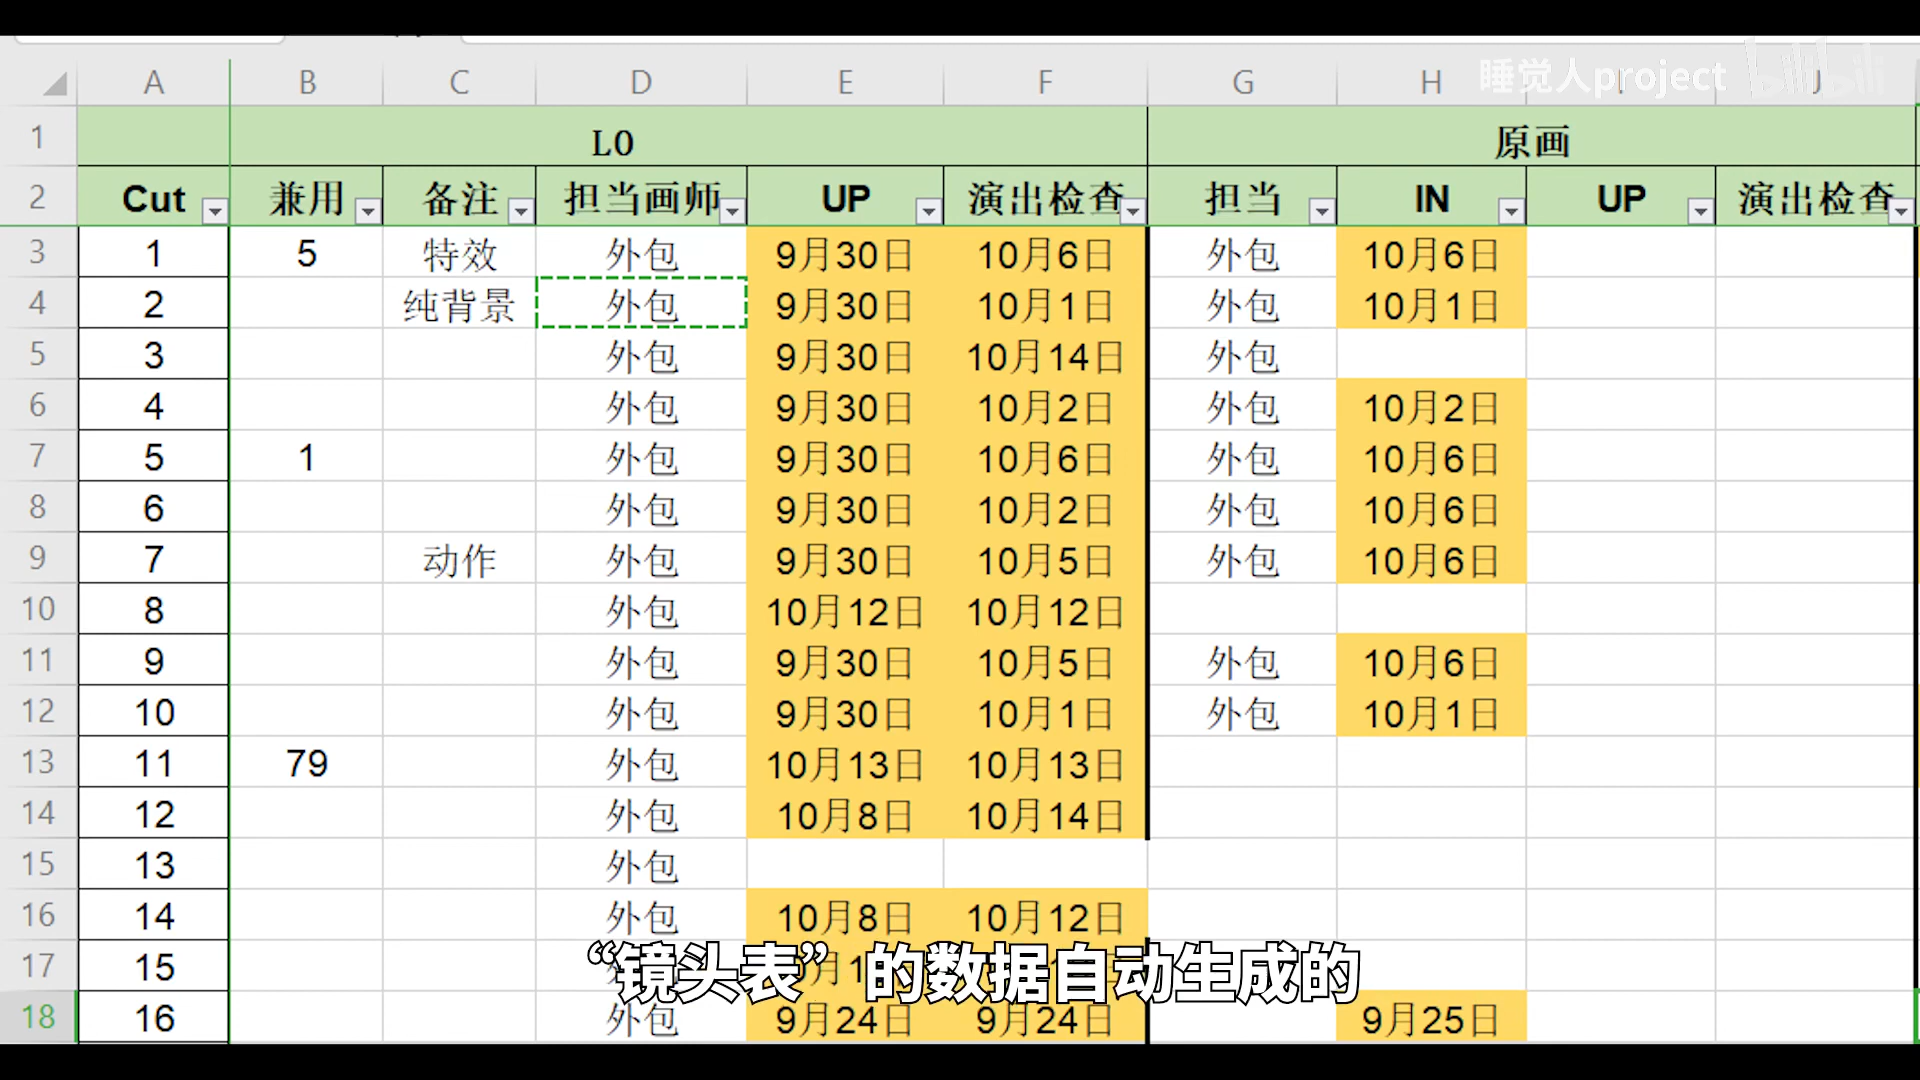 睡觉人project bilibili
A B C D E F G H I J
1 L0 原画
2 Cut 兼用 备注 担当画师 UP 演出检查 担当 IN UP 演出检查
3 1 5 特效 外包 9月30日 10月6日 外包 10月6日
4 2 纯背景 外包 9月30日 10月1日 外包 10月1日
5 3 外包 9月30日 10月14日 外包
6 4 外包 9月30日 10月2日 外包 10月2日
7 5 1 外包 9月30日 10月6日 外包 10月6日
8 6 外包 9月30日 10月2日 外包 10月6日
9 7 动作 外包 9月30日 10月5日 外包 10月6日
10 8 外包 10月12日 10月12日
11 9 外包 9月30日 10月5日 外包 10月6日
12 10 外包 9月30日 10月1日 外包 10月1日
13 11 79 外包 10月13日 10月13日
14 12 外包 10月8日 10月14日
15 13 外包
16 14 外包 10月8日 10月12日
17 15
“镜头表”的数据自动生成的
18 16 外包 9月24日 9月24日 9月25日